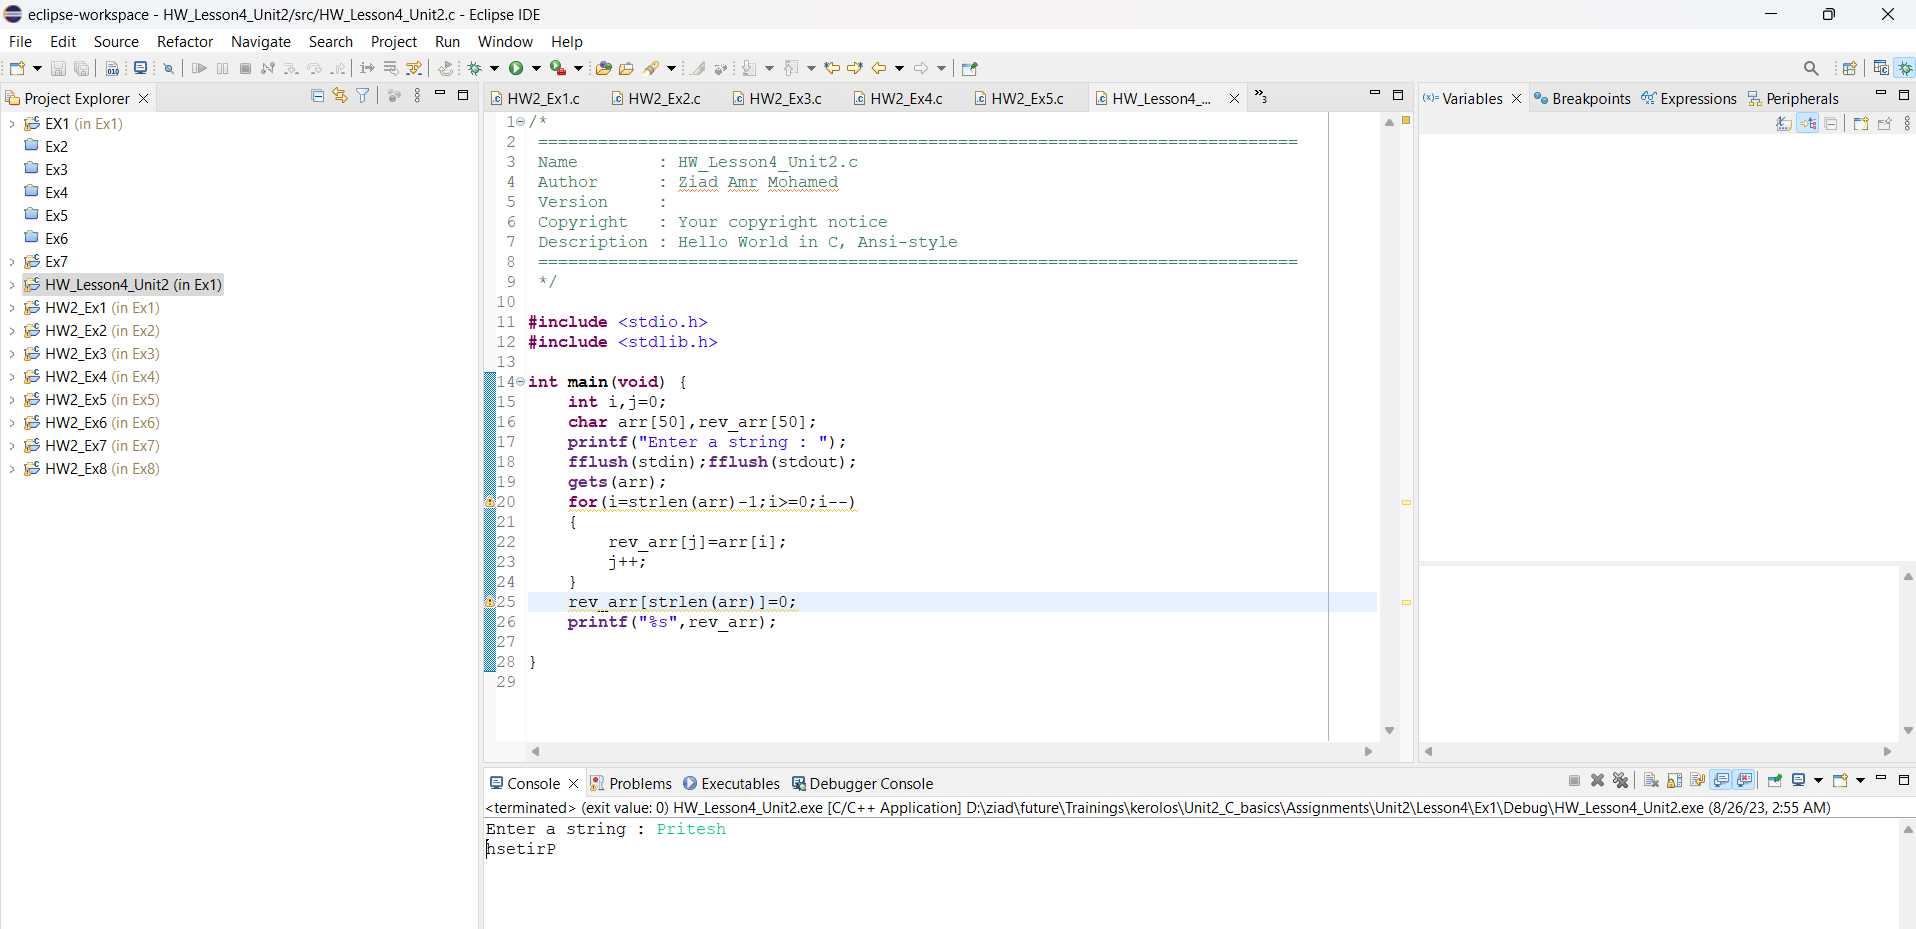 eclipse-workspace - HW_Lesson4_Unit2/src/HW_Lesson4_Unit2.c - Eclipse IDE
File Edit Source Refactor Navigate Search Project Run Window Help
Project Explorer
EX1 (in Ex1)
Ex2
Ex3
Ex4
Ex5
Ex6
Ex7
HW_Lesson4_Unit2 (in Ex1)
HW2_Ex1 (in Ex1)
HW2_Ex2 (in Ex2)
HW2_Ex3 (in Ex3)
HW2_Ex4 (in Ex4)
HW2_Ex5 (in Ex5)
HW2_Ex6 (in Ex6)
HW2_Ex7 (in Ex7)
HW2_Ex8 (in Ex8)
HW2_Ex1.c HW2_Ex2.c HW2_Ex3.c HW2_Ex4.c HW2_Ex5.c HW_Lesson4_... »3
1 /*
2 ============================================================================
3 Name        : HW_Lesson4_Unit2.c
4 Author      : Ziad Amr Mohamed
5 Version     :
6 Copyright   : Your copyright notice
7 Description : Hello World in C, Ansi-style
8 ============================================================================
9 */
10
11 #include <stdio.h>
12 #include <stdlib.h>
13
14 int main(void) {
15     int i,j=0;
16     char arr[50],rev_arr[50];
17     printf("Enter a string : ");
18     fflush(stdin);fflush(stdout);
19     gets(arr);
20     for(i=strlen(arr)-1;i>=0;i--)
21     {
22         rev_arr[j]=arr[i];
23         j++;
24     }
25     rev_arr[strlen(arr)]=0;
26     printf("%s",rev_arr);
27
28 }
29
(x)= Variables Breakpoints Expressions Peripherals
Console Problems Executables Debugger Console
<terminated> (exit value: 0) HW_Lesson4_Unit2.exe [C/C++ Application] D:\ziad\future\Trainings\kerolos\Unit2_C_basics\Assignments\Unit2\Lesson4\Ex1\Debug\HW_Lesson4_Unit2.exe (8/26/23, 2:55 AM)
Enter a string : Pritesh
hsetirP